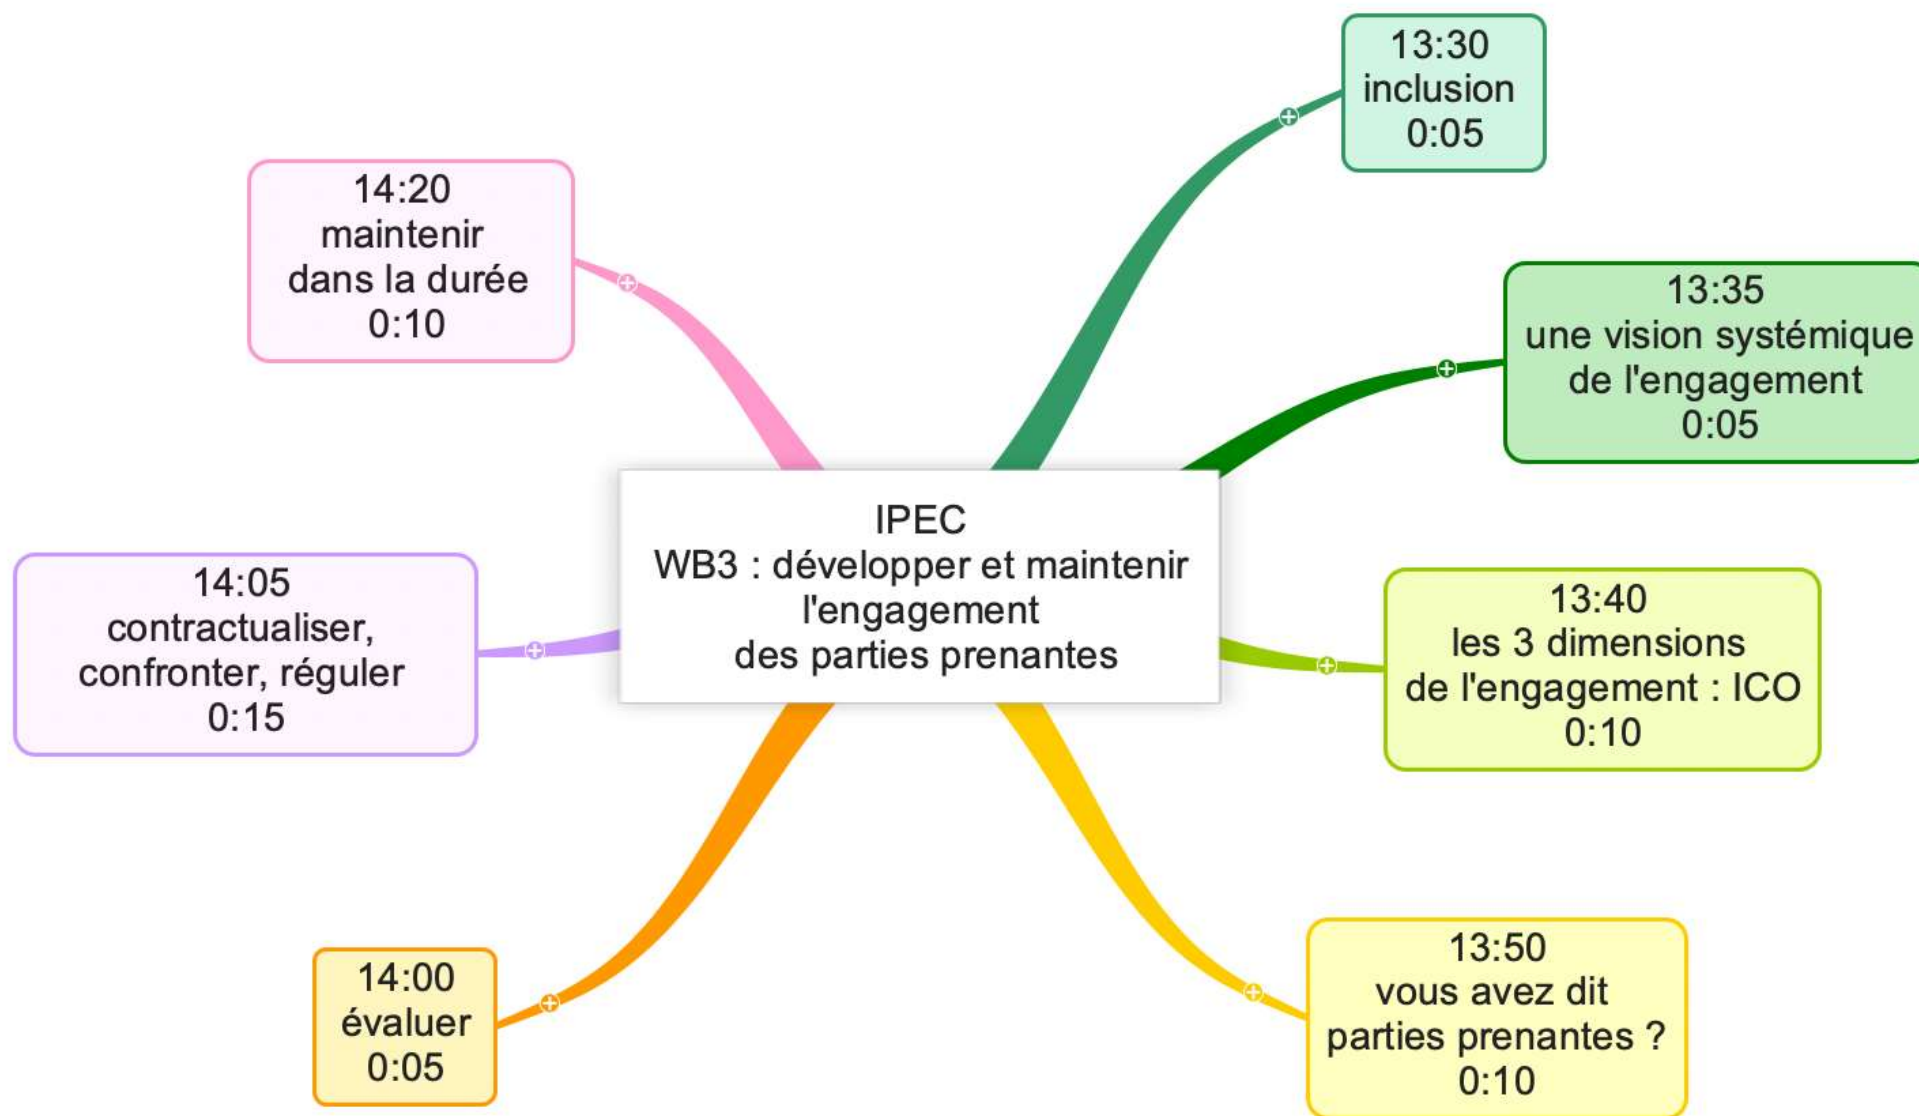 IPEC
WB3 : développer et maintenir
l'engagement
des parties prenantes
13:30
inclusion
0:05
13:35
une vision systémique
de l'engagement
0:05
13:40
les 3 dimensions
de l'engagement : ICO
0:10
13:50
vous avez dit
parties prenantes ?
0:10
14:00
évaluer
0:05
14:05
contractualiser,
confronter, réguler
0:15
14:20
maintenir
dans la durée
0:10